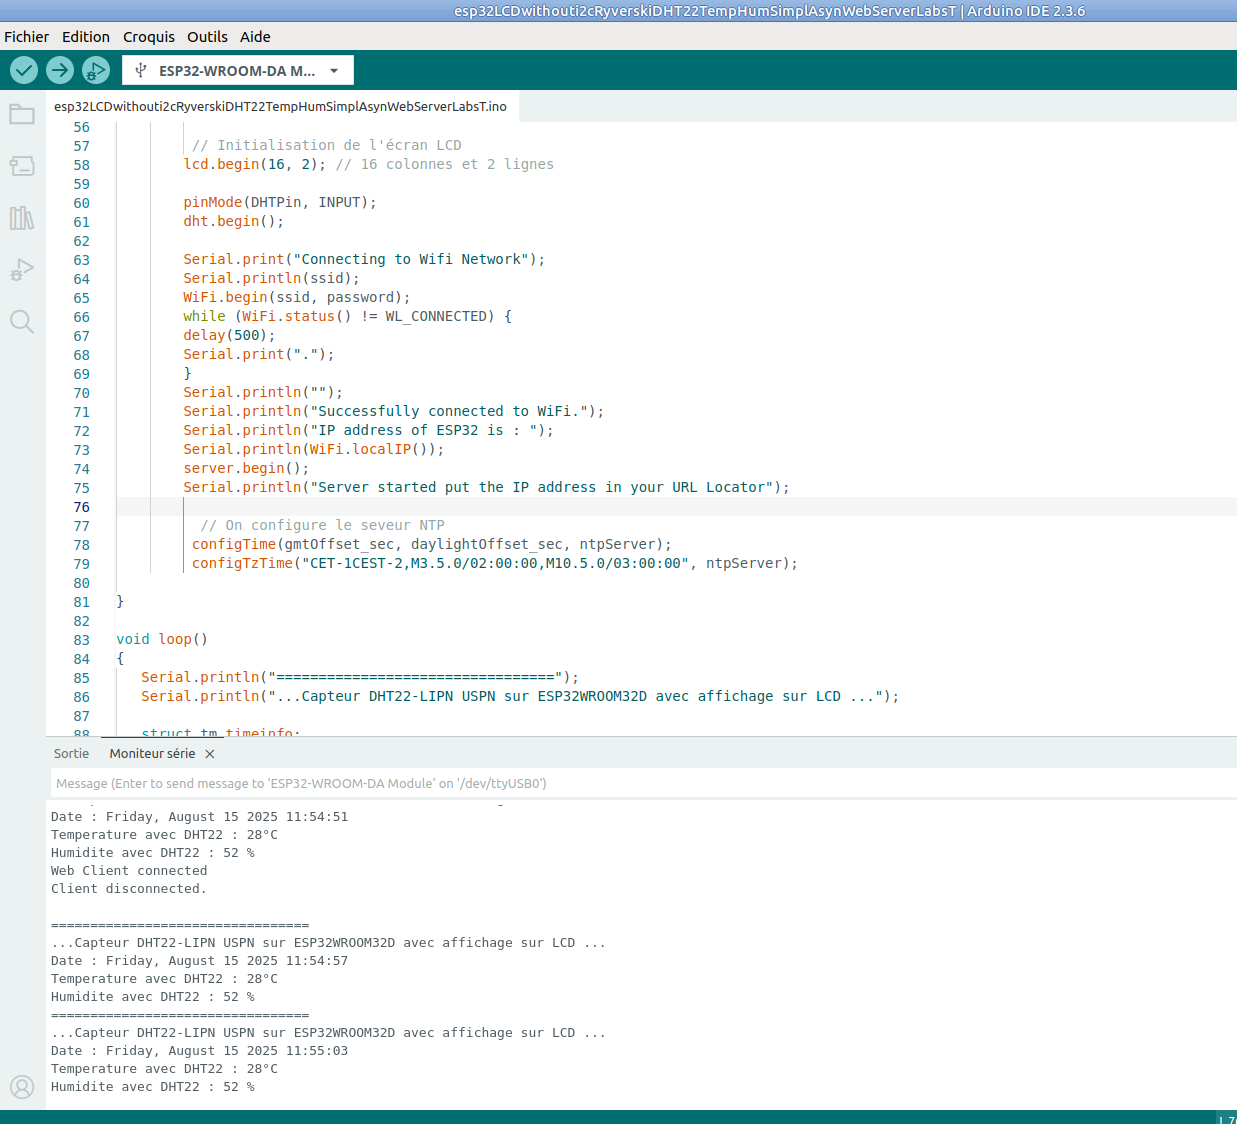 esp32LCDwithouti2cRyverskiDHT22TempHumSimplAsynWebServerLabsT | Arduino IDE 2.3.6
Fichier Edition Croquis Outils Aide
ESP32-WROOM-DA M...
esp32LCDwithouti2cRyverskiDHT22TempHumSimplAsynWebServerLabsT.ino
56
57 // Initialisation de l'écran LCD
58 lcd.begin(16, 2); // 16 colonnes et 2 lignes
59
60 pinMode(DHTPin, INPUT);
61 dht.begin();
62
63 Serial.print("Connecting to Wifi Network");
64 Serial.println(ssid);
65 WiFi.begin(ssid, password);
66 while (WiFi.status() != WL_CONNECTED) {
67 delay(500);
68 Serial.print(".");
69 }
70 Serial.println("");
71 Serial.println("Successfully connected to WiFi.");
72 Serial.println("IP address of ESP32 is : ");
73 Serial.println(WiFi.localIP());
74 server.begin();
75 Serial.println("Server started put the IP address in your URL Locator");
76
77 // On configure le seveur NTP
78 configTime(gmtOffset_sec, daylightOffset_sec, ntpServer);
79 configTzTime("CET-1CEST-2,M3.5.0/02:00:00,M10.5.0/03:00:00", ntpServer);
80
81 }
82
83 void loop()
84 {
85 Serial.println("=================================");
86 Serial.println("...Capteur DHT22-LIPN USPN sur ESP32WROOM32D avec affichage sur LCD ...");
87
88 struct tm timeinfo;
Sortie Moniteur série
Message (Enter to send message to 'ESP32-WROOM-DA Module' on '/dev/ttyUSB0')
Date : Friday, August 15 2025 11:54:51
Temperature avec DHT22 : 28°C
Humidite avec DHT22 : 52 %
Web Client connected
Client disconnected.
=================================
...Capteur DHT22-LIPN USPN sur ESP32WROOM32D avec affichage sur LCD ...
Date : Friday, August 15 2025 11:54:57
Temperature avec DHT22 : 28°C
Humidite avec DHT22 : 52 %
=================================
...Capteur DHT22-LIPN USPN sur ESP32WROOM32D avec affichage sur LCD ...
Date : Friday, August 15 2025 11:55:03
Temperature avec DHT22 : 28°C
Humidite avec DHT22 : 52 %